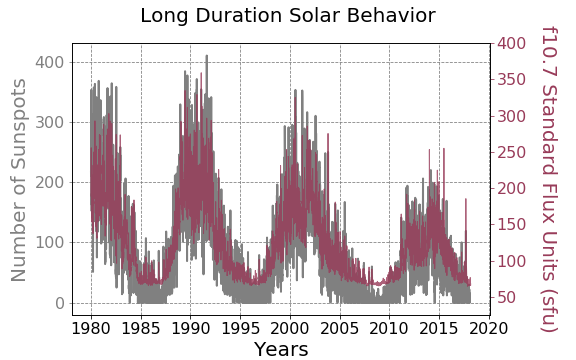 Long Duration Solar Behavior
Number of Sunspots
400
300
200
100
0
400
350
300
250
200
150
100
50
f10.7 Standard Flux Units (sfu)
1980 1985 1990 1995 2000 2005 2010 2015 2020
Years